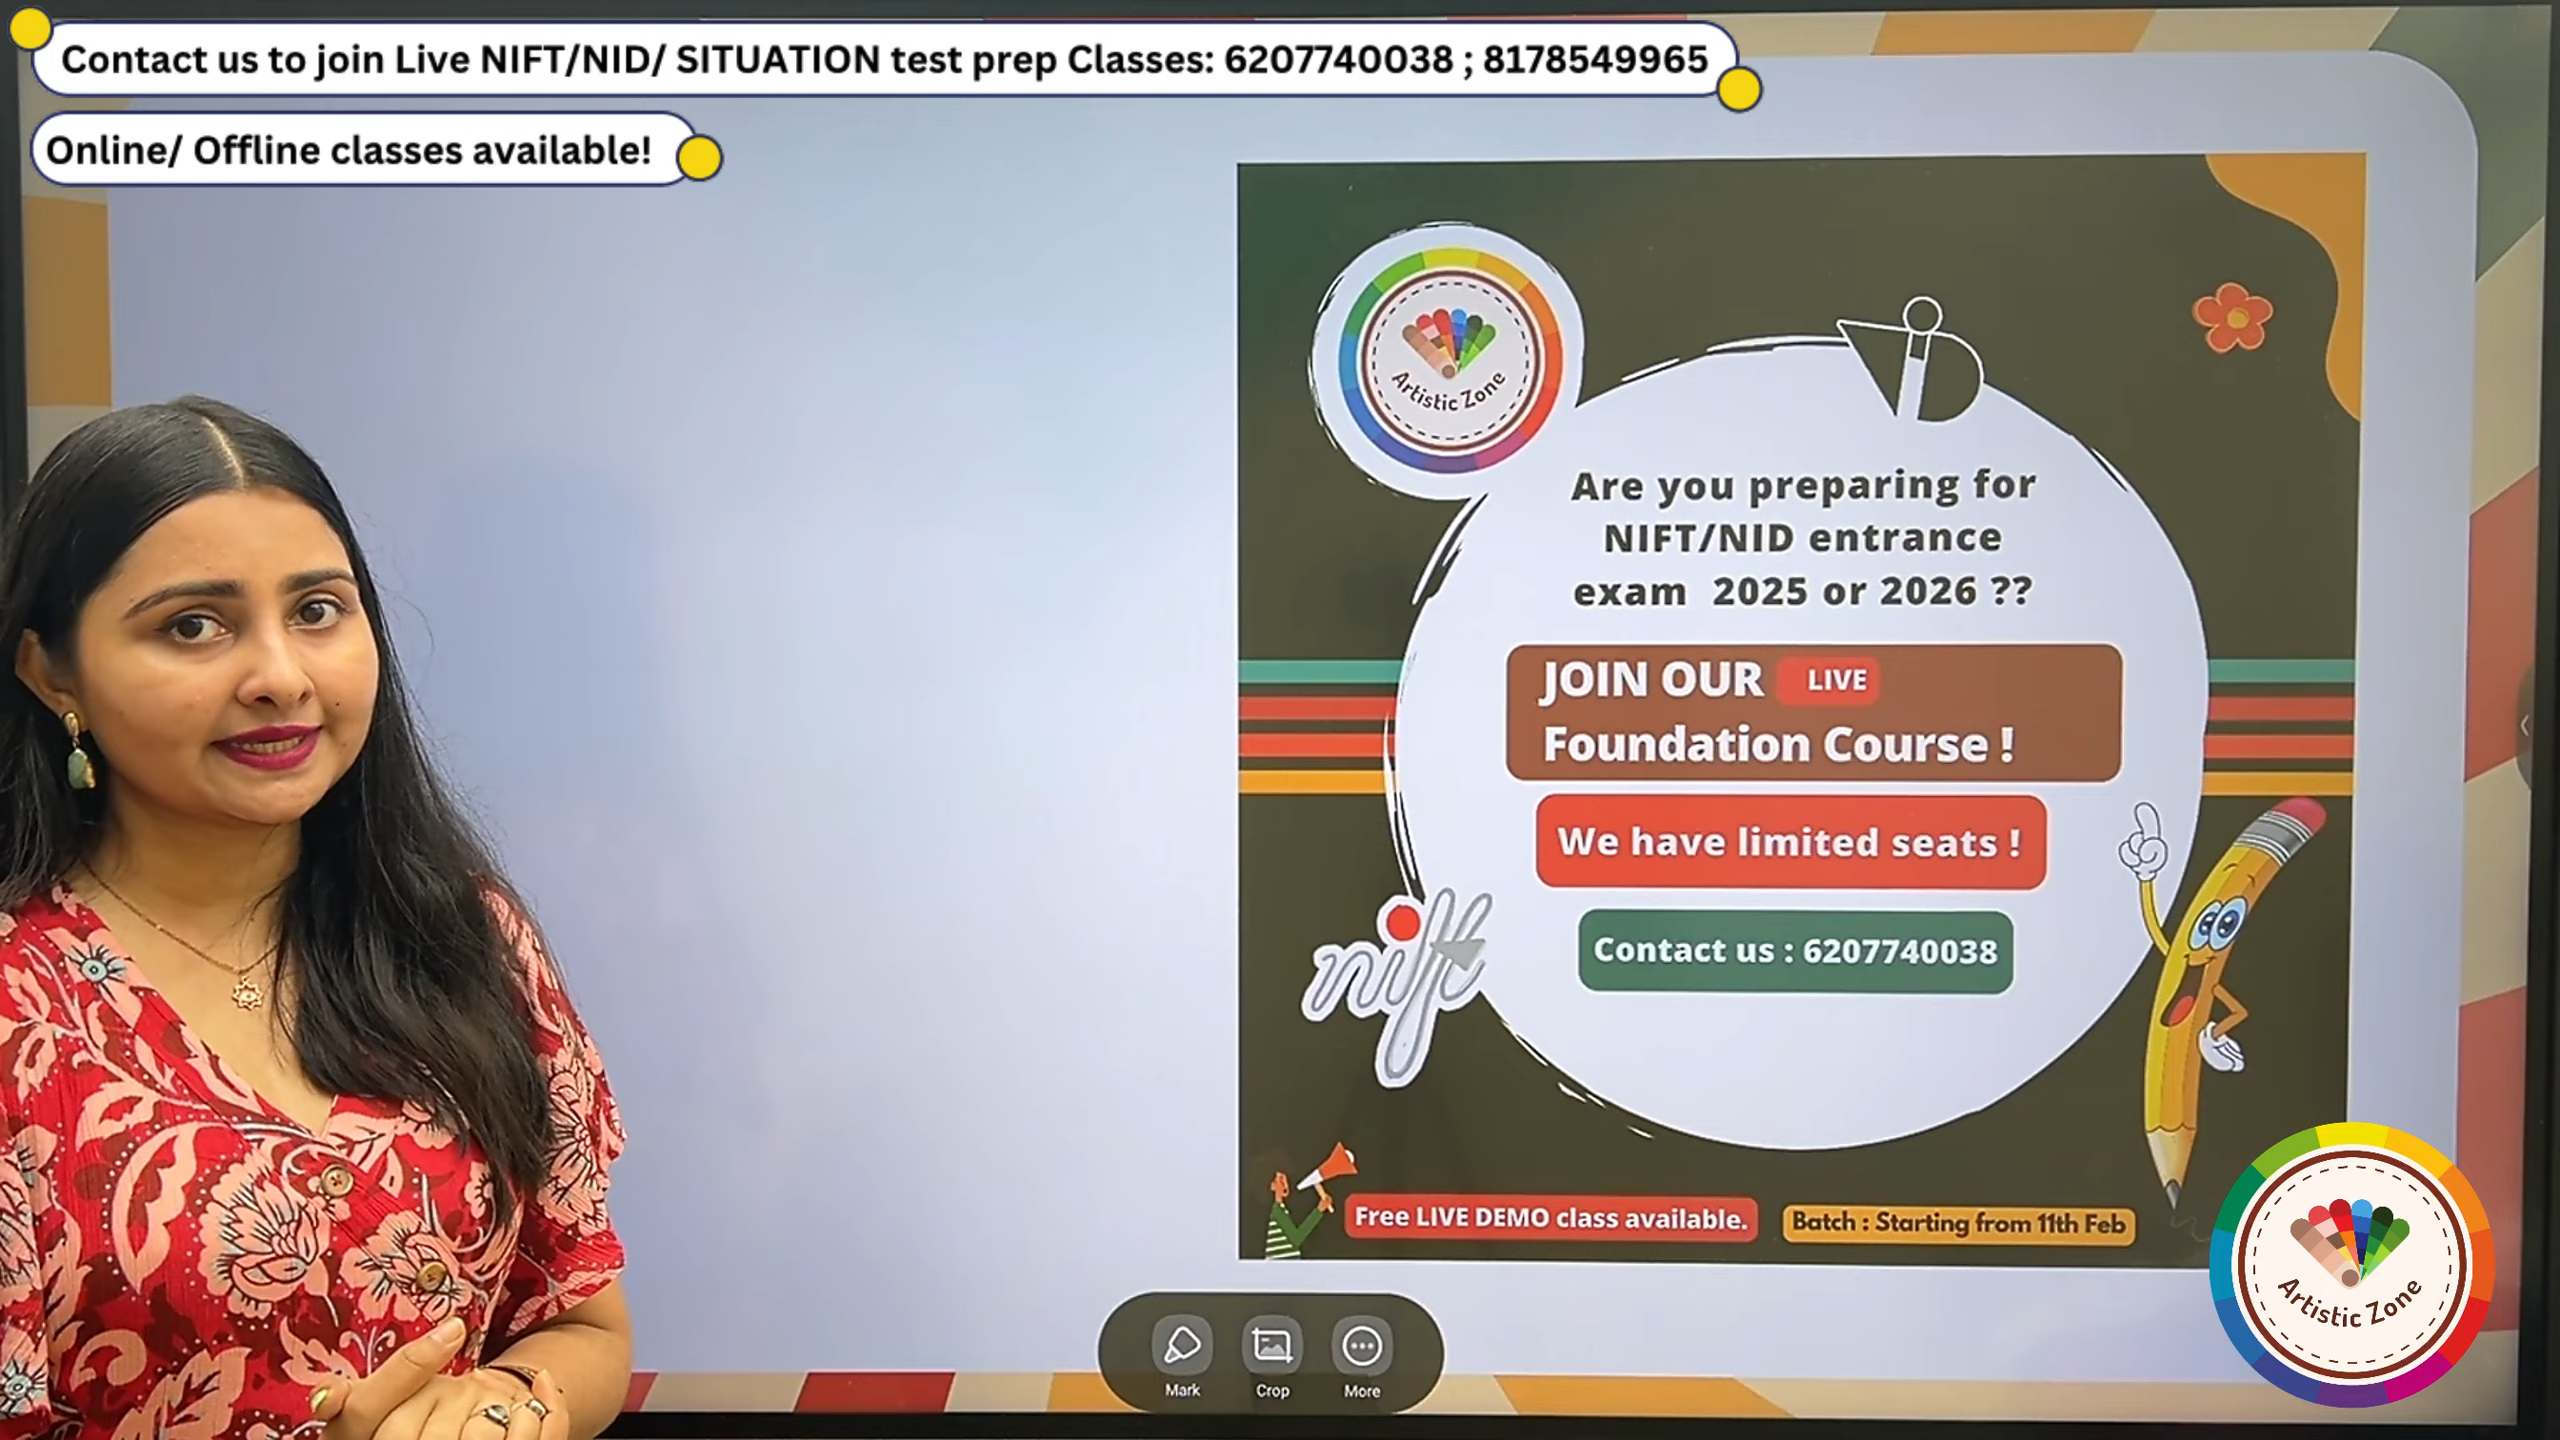 Contact us to join Live NIFT/NID/ SITUATION test prep Classes: 6207740038 ; 8178549965
Online/ Offline classes available!
Artistic Zone
Are you preparing for
NIFT/NID entrance
exam 2025 or 2026 ??
JOIN OUR LIVE
Foundation Course !
We have limited seats !
Contact us : 6207740038
nift
Free LIVE DEMO class available.
Batch : Starting from 11th Feb
Artistic Zone
Mark
Crop
More